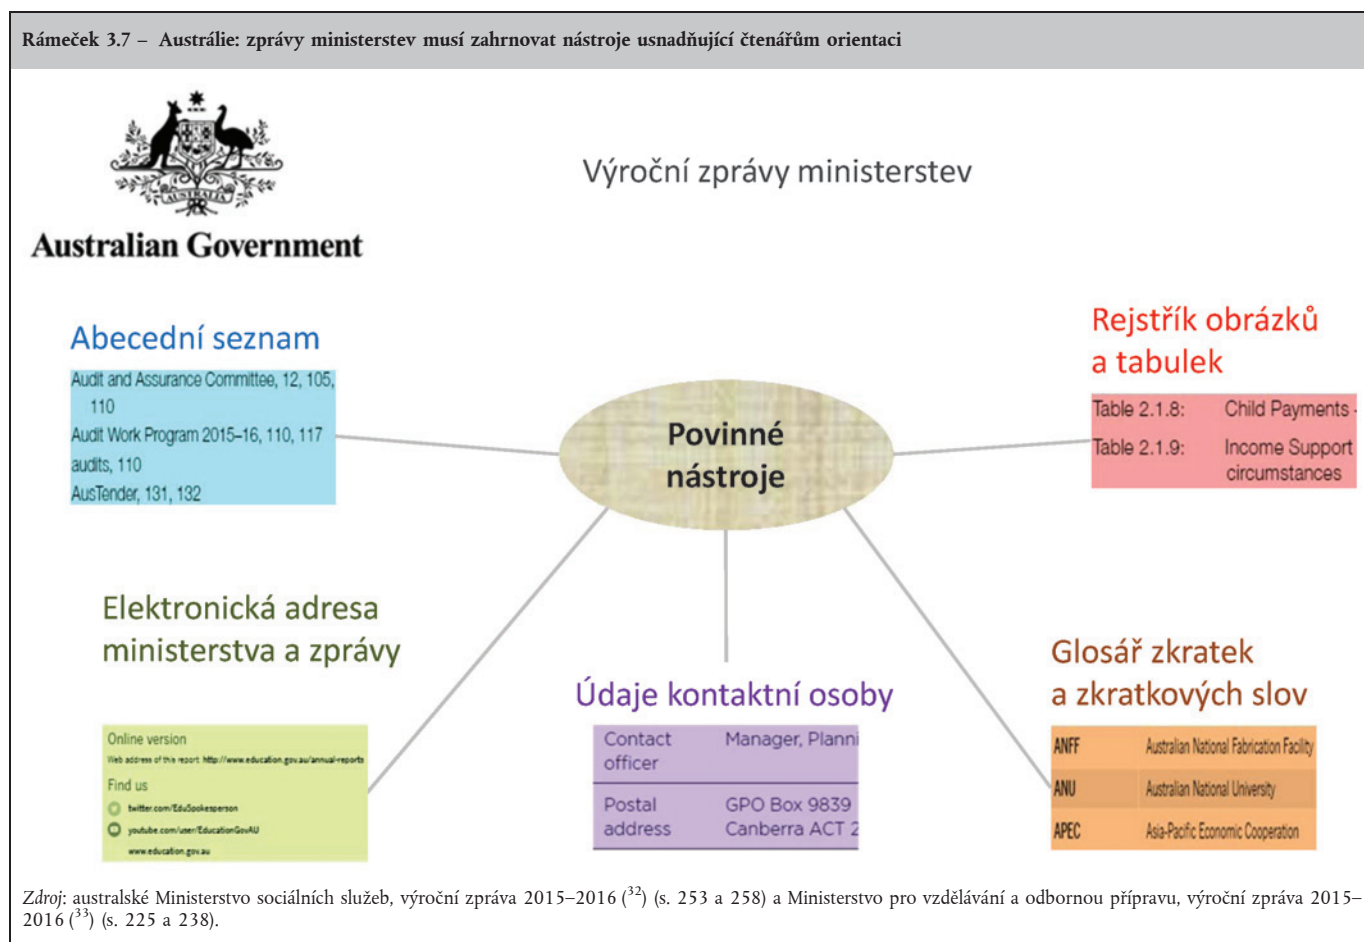 Rámeček 3.7 – Austrálie: zprávy ministerstev musí zahrnovat nástroje usnadňující čtenářům orientaci
AUSTRALIA
Australian Government
Výroční zprávy ministerstev
Abecední seznam
Audit and Assurance Committee, 12, 105,
110
Audit Work Program 2015–16, 110, 117
audits, 110
AusTender, 131, 132
Povinné
nástroje
Rejstřík obrázků
a tabulek
Table 2.1.8: Child Payments -
Table 2.1.9: Income Support
circumstances
Elektronická adresa
ministerstva a zprávy
Online version
Web address of this report: http://www.education.gov.au/annual-reports
Find us
twitter.com/EduSpokesperson
youtube.com/user/EducationGovAU
www.education.gov.au
Údaje kontaktní osoby
Contact Manager, Planni
officer
Postal GPO Box 9839
address Canberra ACT 2
Glosář zkratek
a zkratkových slov
ANFF Australian National Fabrication Facility
ANU Australian National University
APEC Asia-Pacific Economic Cooperation
Zdroj: australské Ministerstvo sociálních služeb, výroční zpráva 2015–2016 (32) (s. 253 a 258) a Ministerstvo pro vzdělávání a odbornou přípravu, výroční zpráva 2015–
2016 (33) (s. 225 a 238).